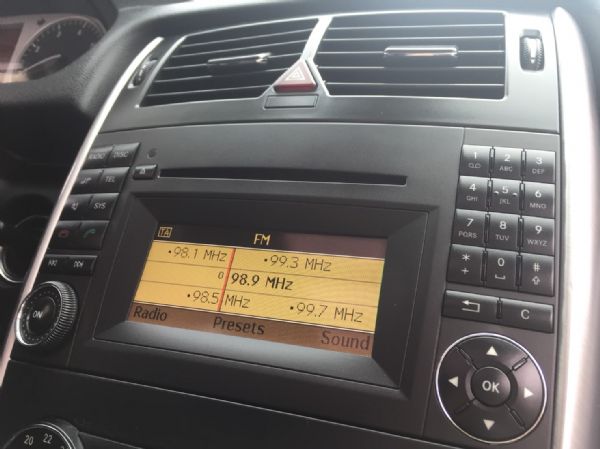 RADIO DISC
TEL
SYS
ON
20 22
TA
FM
98.1 MHz 99.3 MHz
0 98.9 MHz
98.5 MHz 99.7 MHz
Radio Presets Sound
1 2 ABC 3 DEF
4 GHI 5 JKL 6 MNO
7 PQRS 8 TUV 9 WXYZ
* + 0 #
C
OK